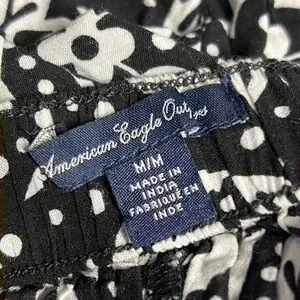 American Eagle Outfitters
M/M
MADE IN
INDIA
FABRIQUÉ EN
INDE